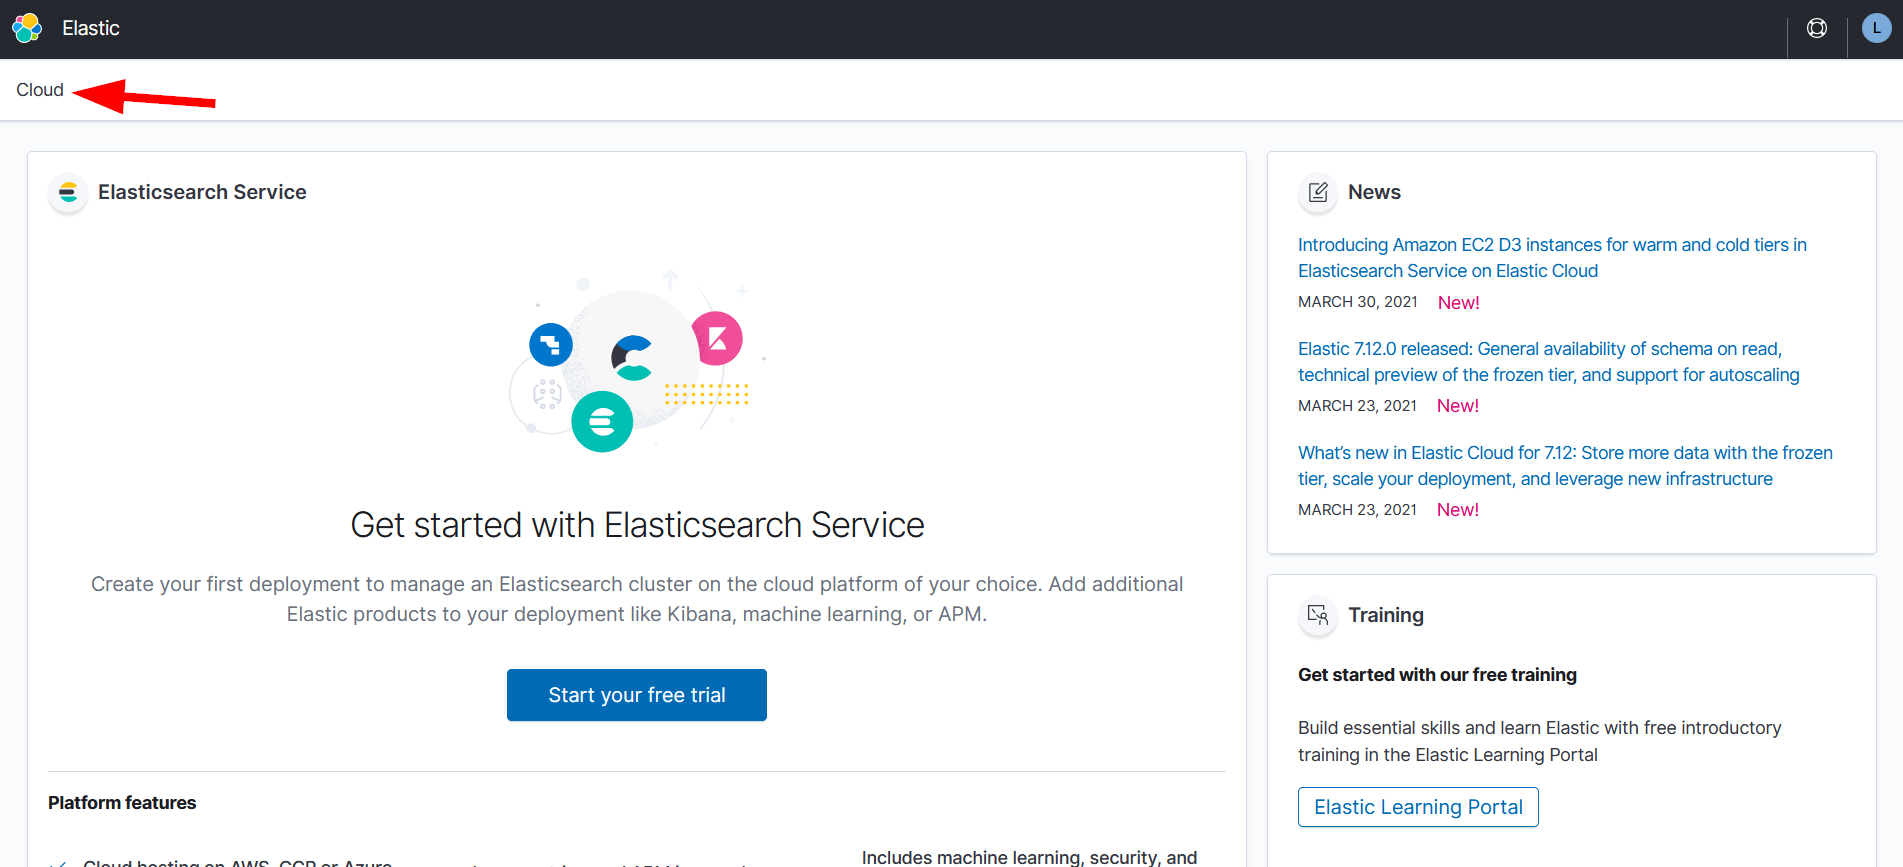 Elastic
L
Cloud
Elasticsearch Service
Get started with Elasticsearch Service
Create your first deployment to manage an Elasticsearch cluster on the cloud platform of your choice. Add additional
Elastic products to your deployment like Kibana, machine learning, or APM.
Start your free trial
Platform features
Cloud hosting on AWS, GCP or Azure
Includes machine learning, security, and
News
Introducing Amazon EC2 D3 instances for warm and cold tiers in
Elasticsearch Service on Elastic Cloud
MARCH 30, 2021 New!
Elastic 7.12.0 released: General availability of schema on read,
technical preview of the frozen tier, and support for autoscaling
MARCH 23, 2021 New!
What's new in Elastic Cloud for 7.12: Store more data with the frozen
tier, scale your deployment, and leverage new infrastructure
MARCH 23, 2021 New!
Training
Get started with our free training
Build essential skills and learn Elastic with free introductory
training in the Elastic Learning Portal
Elastic Learning Portal